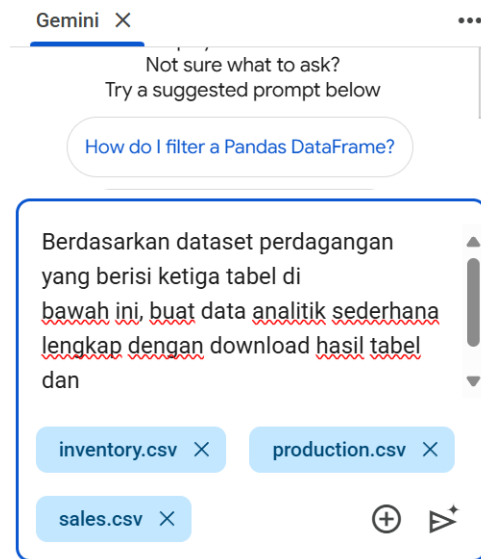 Gemini
Not sure what to ask?
Try a suggested prompt below
How do I filter a Pandas DataFrame?
Berdasarkan dataset perdagangan
yang berisi ketiga tabel di
bawah ini, buat data analitik sederhana
lengkap dengan download hasil tabel
dan
inventory.csv
production.csv
sales.csv